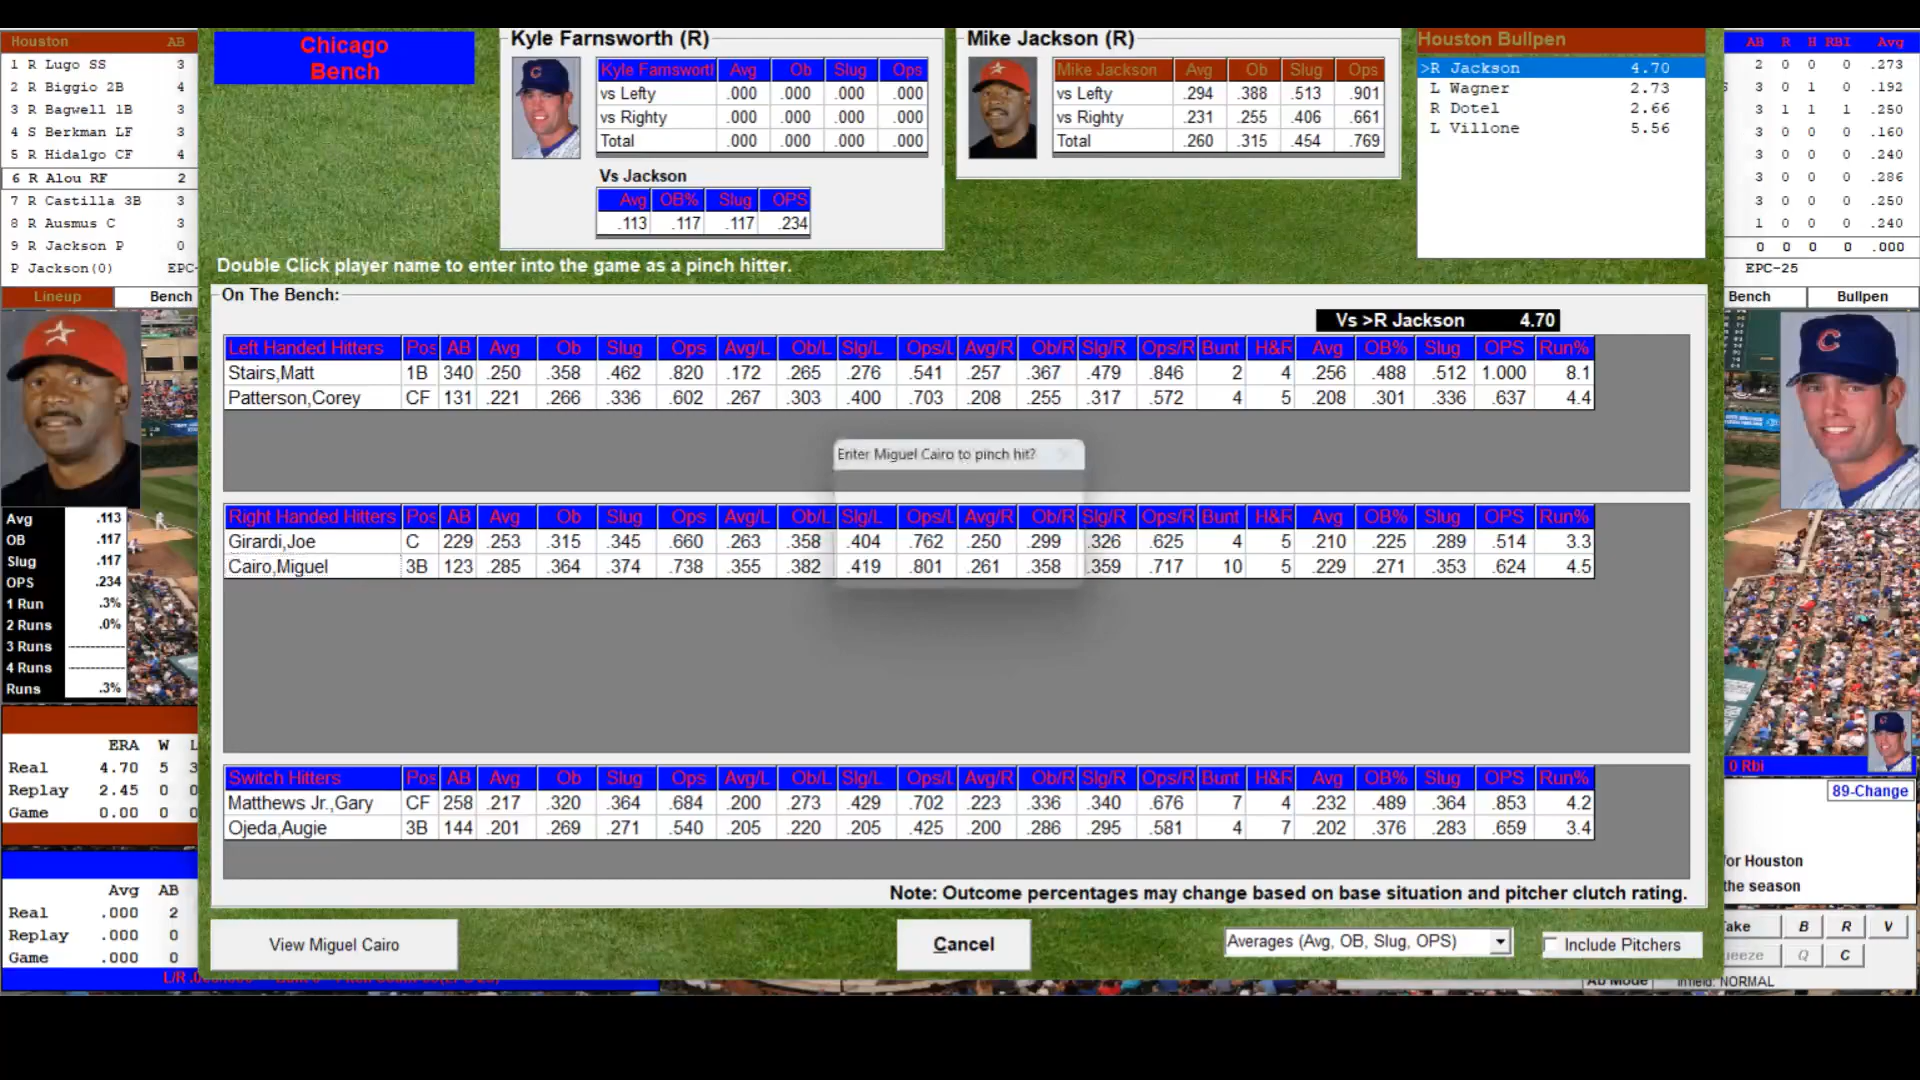 Houston AB
1 R Lugo SS 3
2 R Biggio 2B 4
3 R Bagwell 1B 3
4 S Berkman LF 3
5 R Hidalgo CF 4
6 R Alou RF 2
7 R Castilla 3B 3
8 R Ausmus C 3
9 R Jackson P 0
P Jackson(0) EPC-
Lineup Bench
Avg .113
OB .117
Slug .117
OPS .234
1 Run .3%
2 Runs .0%
3 Runs ----------
4 Runs ----------
Runs .3%
ERA W L
Real 4.70 5 3
Replay 2.45 0 0
Game 0.00 0 0
Avg AB
Real .000 2
Replay .000 0
Game .000 0
Chicago
Bench
Kyle Farnsworth (R)
Kyle Farnswort Avg Ob Slug Ops
vs Lefty .000 .000 .000 .000
vs Righty .000 .000 .000 .000
Total .000 .000 .000 .000
Vs Jackson
Avg OB% Slug OPS
.113 .117 .117 .234
Mike Jackson (R)
Mike Jackson Avg Ob Slug Ops
vs Lefty .294 .388 .513 .901
vs Righty .231 .255 .406 .661
Total .260 .315 .454 .769
Houston Bullpen
>R Jackson 4.70
L Wagner 2.73
R Dotel 2.66
L Villone 5.56
Double Click player name to enter into the game as a pinch hitter.
On The Bench:
Vs >R Jackson 4.70
Left Handed Hitters Pos AB Avg Ob Slug Ops Avg/L Ob/L Slg/L Ops/L Avg/R Ob/R Slg/R Ops/R Bunt H&R Avg OB% Slug OPS Run%
Stairs,Matt 1B 340 .250 .358 .462 .820 .172 .265 .276 .541 .257 .367 .479 .846 2 4 .256 .488 .512 1.000 8.1
Patterson,Corey CF 131 .221 .266 .336 .602 .267 .303 .400 .703 .208 .255 .317 .572 4 5 .208 .301 .336 .637 4.4
Enter Miguel Cairo to pinch hit?
Right Handed Hitters Pos AB Avg Ob Slug Ops Avg/L Ob/L Slg/L Ops/L Avg/R Ob/R Slg/R Ops/R Bunt H&R Avg OB% Slug OPS Run%
Girardi,Joe C 229 .253 .315 .345 .660 .263 .358 .404 .762 .250 .299 .326 .625 4 5 .210 .225 .289 .514 3.3
Cairo,Miguel 3B 123 .285 .364 .374 .738 .355 .382 .419 .801 .261 .358 .359 .717 10 5 .229 .271 .353 .624 4.5
Switch Hitters Pos AB Avg Ob Slug Ops Avg/L Ob/L Slg/L Ops/L Avg/R Ob/R Slg/R Ops/R Bunt H&R Avg OB% Slug OPS Run%
Matthews Jr.,Gary CF 258 .217 .320 .364 .684 .200 .273 .429 .702 .223 .336 .340 .676 7 4 .232 .489 .364 .853 4.2
Ojeda,Augie 3B 144 .201 .269 .271 .540 .205 .220 .205 .425 .200 .286 .295 .581 4 7 .202 .376 .283 .659 3.4
Note: Outcome percentages may change based on base situation and pitcher clutch rating.
View Miguel Cairo
Cancel
Averages (Avg, OB, Slug, OPS)
Include Pitchers
AB R H RBI Avg
2 0 0 0 .273
3 0 1 0 .192
3 1 1 1 .250
3 0 0 0 .160
3 0 0 0 .240
3 0 0 0 .286
3 0 0 0 .250
1 0 0 0 .240
0 0 0 0 .000
EPC-25
Bench Bullpen
0 Rbi
89-Change
for Houston
the season
ake B R V
ueeze Q C
Ab Mode Infield: NORMAL